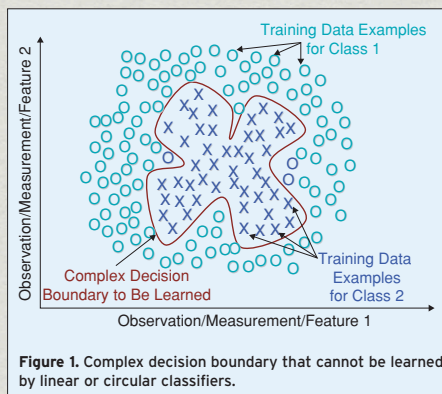 Training Data Examples
for Class 1
Observation/Measurement/Feature 2
Complex Decision
Boundary to Be Learned
Training Data
Examples
for Class 2
Observation/Measurement/Feature 1
Figure 1. Complex decision boundary that cannot be learned
by linear or circular classifiers.